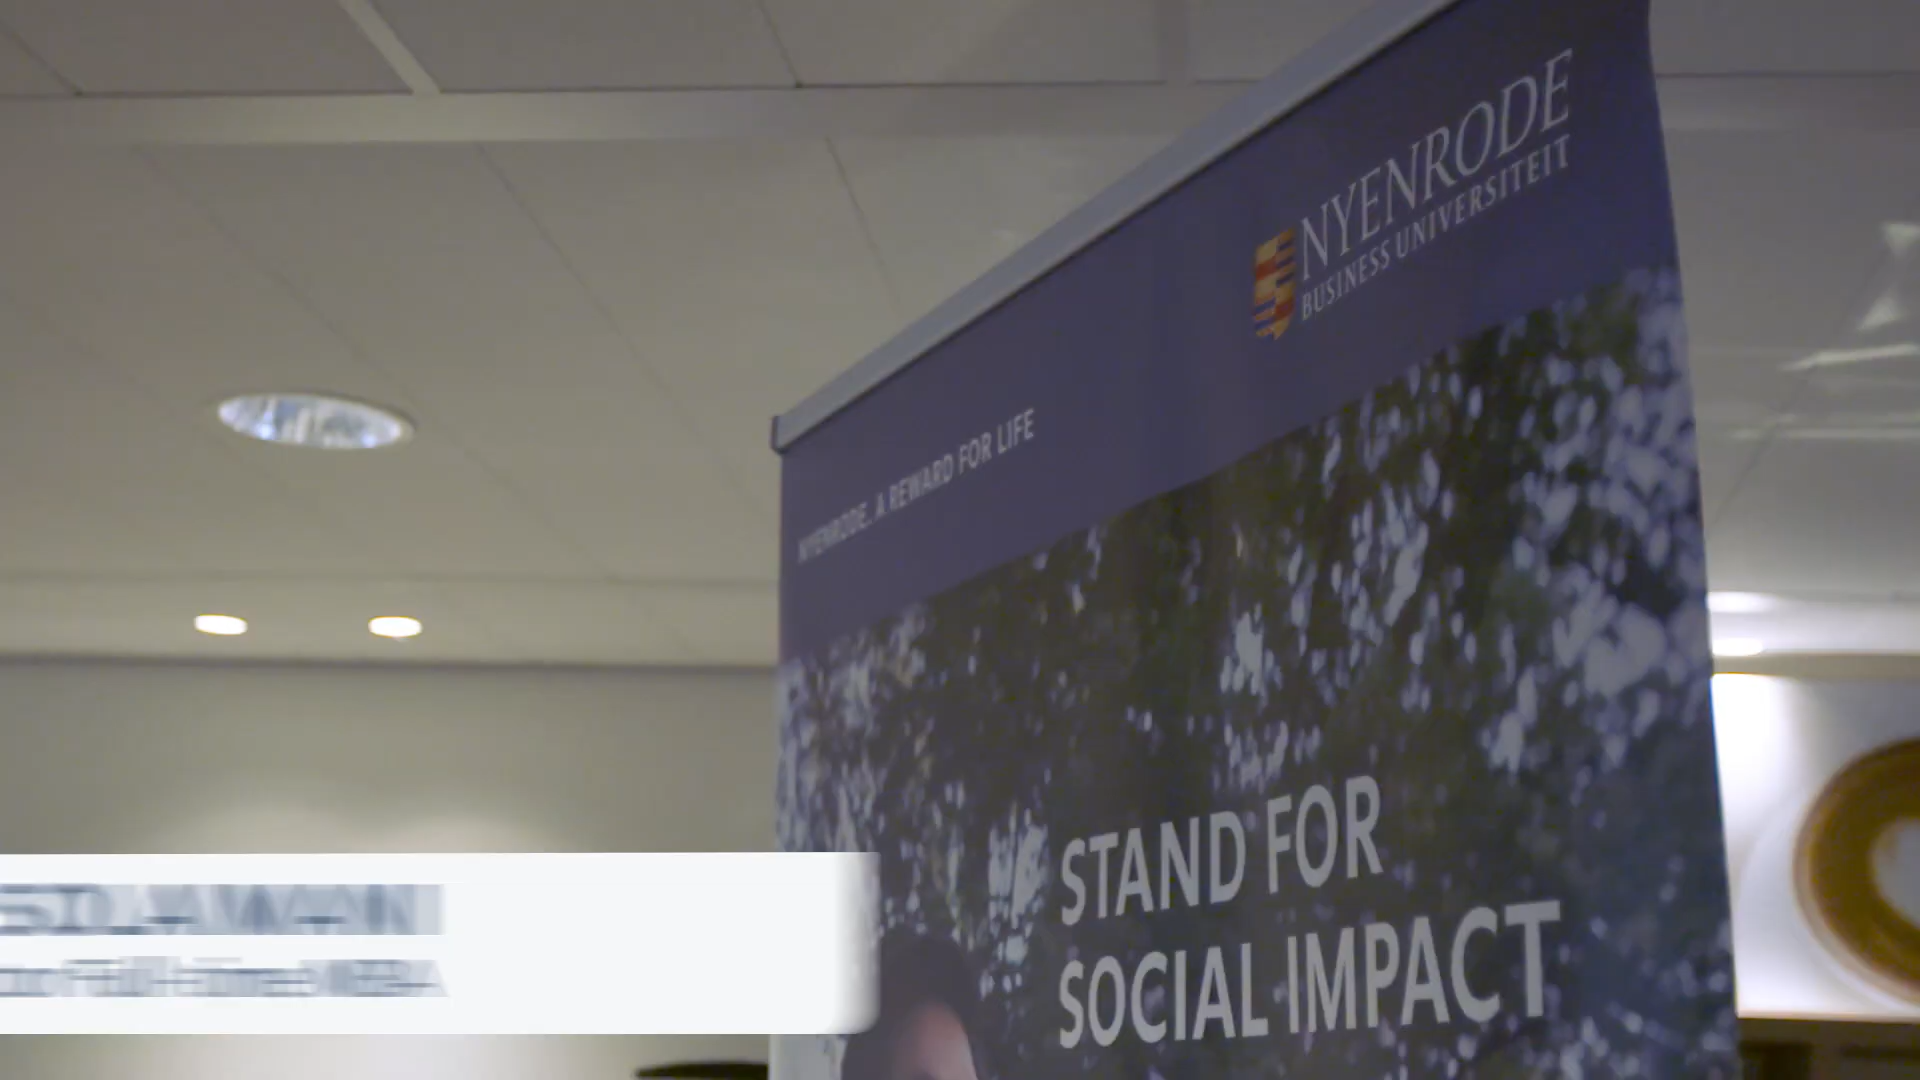 NYENRODE
BUSINESS UNIVERSITEIT
NYENRODE. A REWARD FOR LIFE
STAND FOR
SOCIAL IMPACT